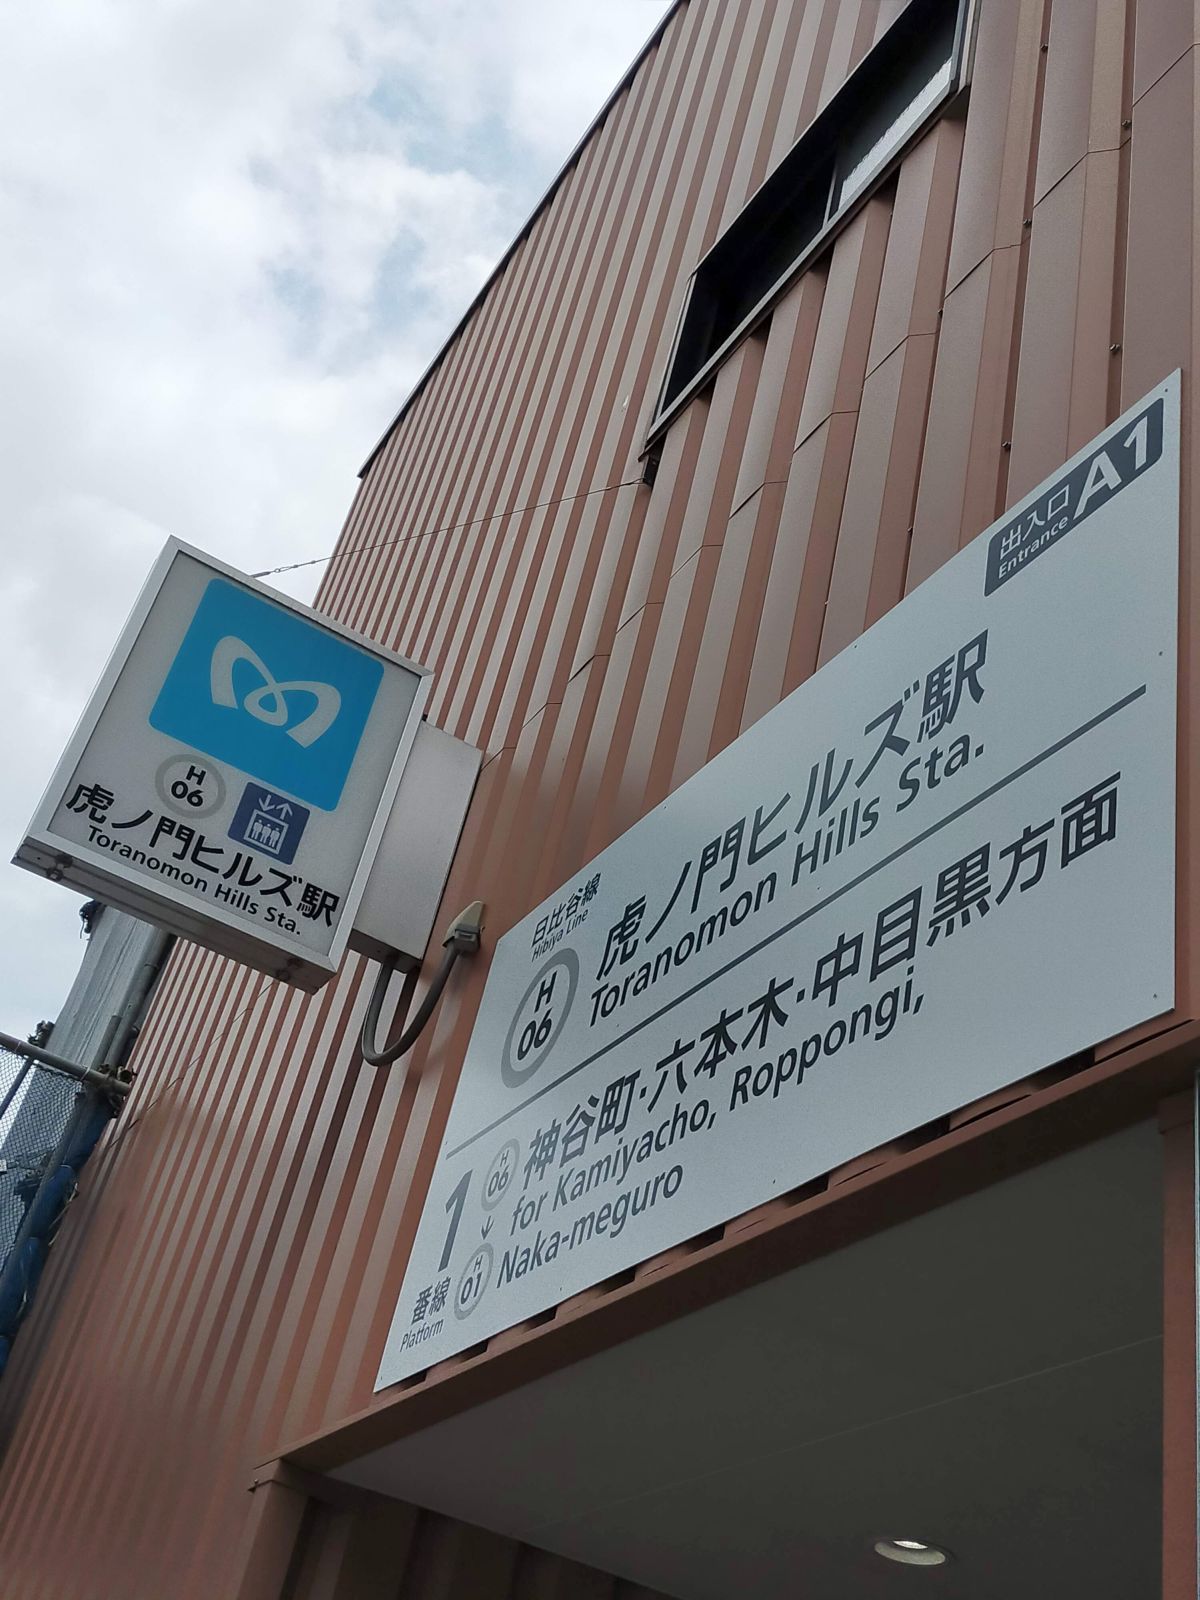 H
06
虎ノ門ヒルズ駅
Toranomon Hills Sta.
出入口
Entrance
A1
日比谷線
Hibiya Line
H
06
虎ノ門ヒルズ駅
Toranomon Hills Sta.
1
番線
Platform
H
06
H
01
神谷町・六本木・中目黒方面
for Kamiyacho, Roppongi,
Naka-meguro